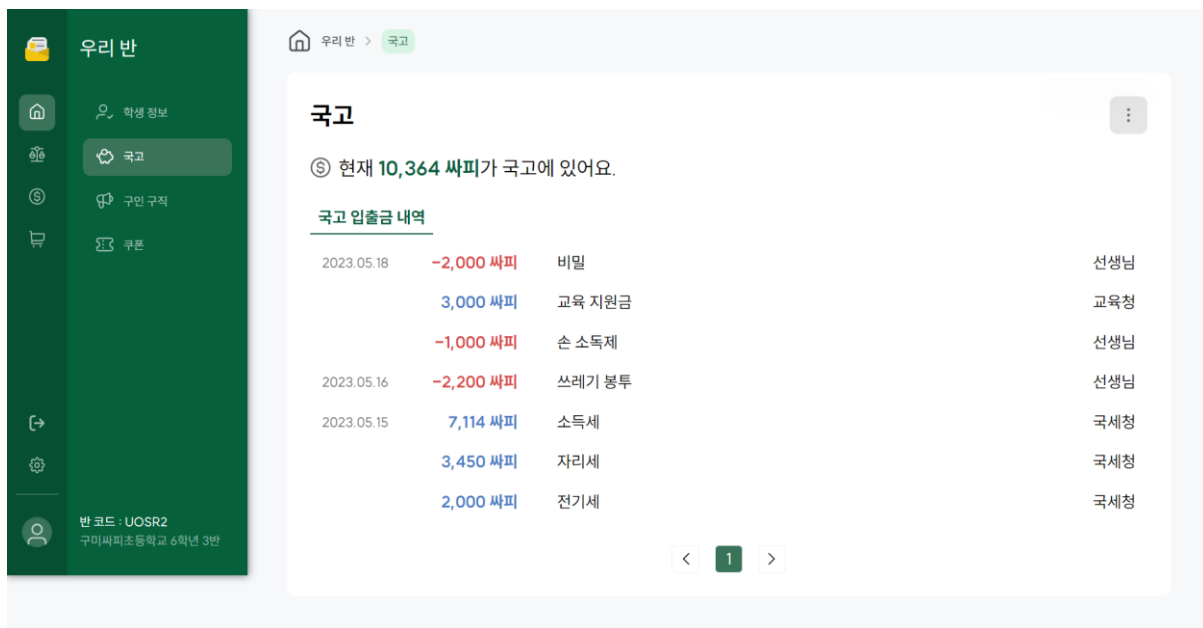 우리 반
학생 정보
국고
구인 구직
쿠폰
반 코드 : UOSR2
구미싸피초등학교 6학년 3반
우리 반 > 국고
국고
현재 10,364 싸피가 국고에 있어요.
국고 입출금 내역
2023.05.18 -2,000 싸피 비밀 선생님
3,000 싸피 교육 지원금 교육청
-1,000 싸피 손 소독제 선생님
2023.05.16 -2,200 싸피 쓰레기 봉투 선생님
2023.05.15 7,114 싸피 소득세 국세청
3,450 싸피 자리세 국세청
2,000 싸피 전기세 국세청
< 1 >